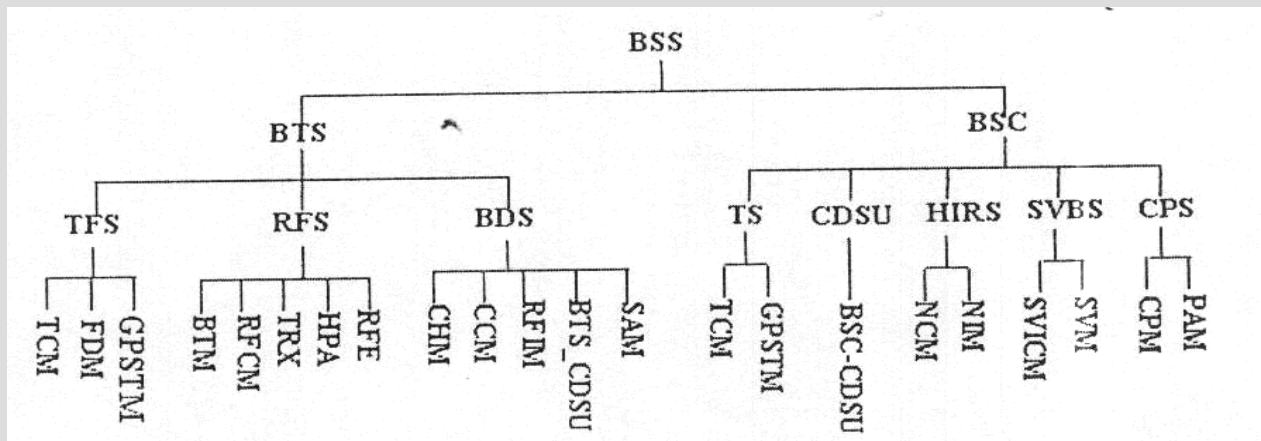 BSS
BTS BSC
TFS RFS BDS TS CDSU HIRS SVBS CPS
TCM FDM GPSTM BTM RFCM TRX HPA RFE CHM CCM RFIM BTS_CDSU SAM TCM GPSTM BSC-CDSU NCM NIM SVICM SVM CPM PAM